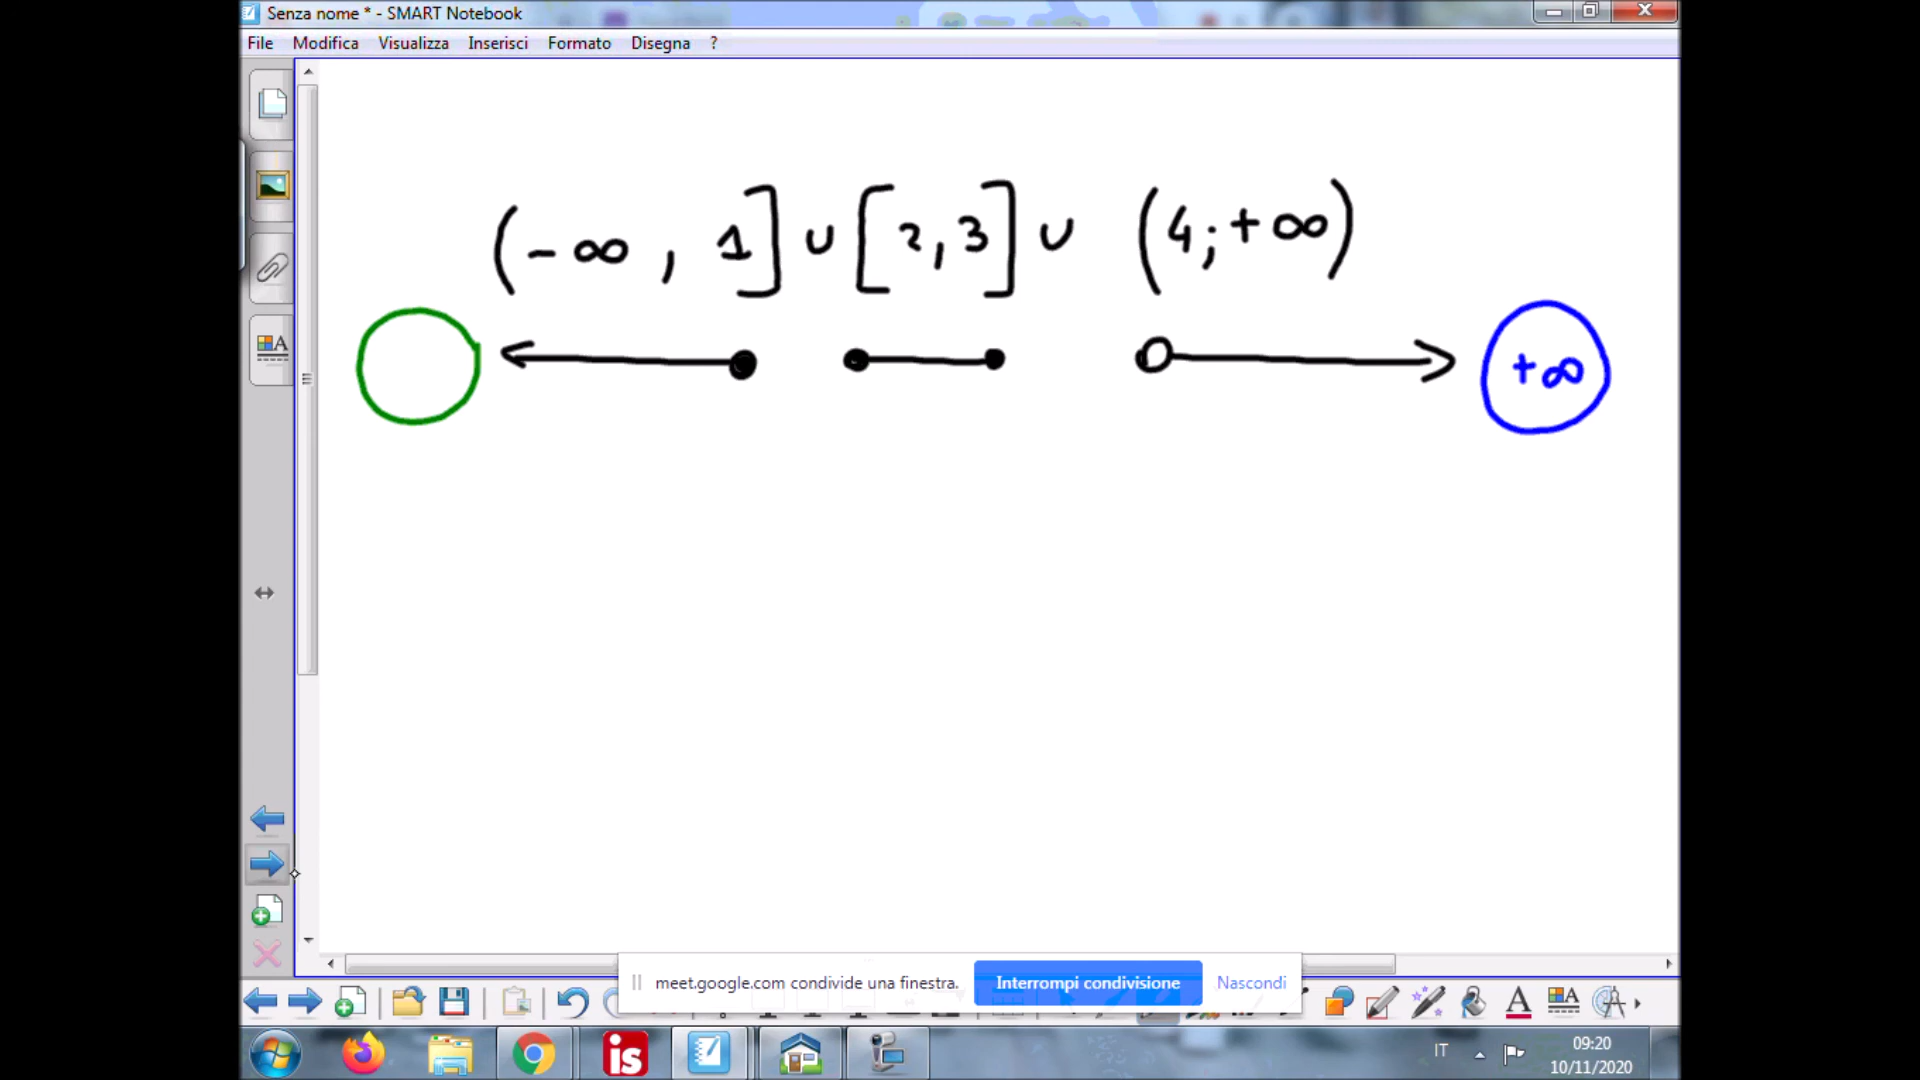 Senza nome * - SMART Notebook
File Modifica Visualizza Inserisci Formato Disegna ?
(-∞ , 1] ∪ [2,3] ∪ (4;+∞)
+∞
meet.google.com condivide una finestra. Interrompi condivisione Nascondi
is IT 09:20
10/11/2020